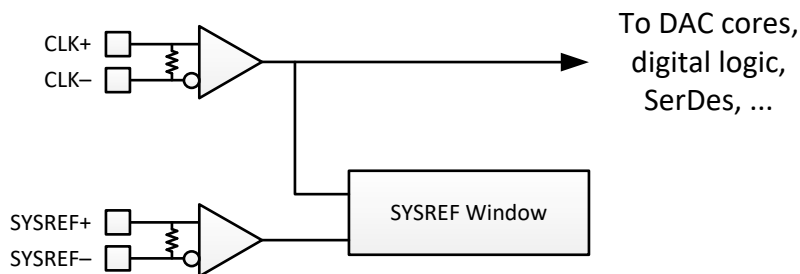 CLK+
CLK–
To DAC cores,
digital logic,
SerDes, ...
SYSREF+
SYSREF–
SYSREF Window